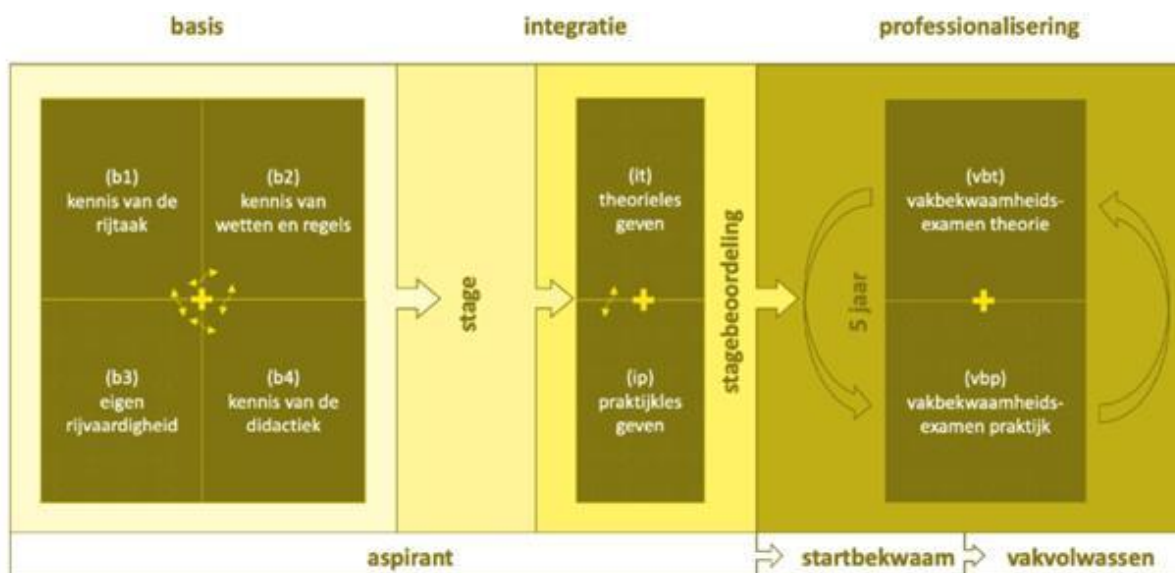 basis
integratie
professionalisering
(b1)
kennis van de
rijtaak
(b2)
kennis van
wetten en regels
(b3)
eigen
rijvaardigheid
(b4)
kennis van de
didactiek
stage
(it)
theorieles
geven
(ip)
praktijkles
geven
stagebeoordeling
5 jaar
(vbt)
vakbekwaamheids-
examen theorie
(vbp)
vakbekwaamheids-
examen praktijk
aspirant
startbekwaam
vakvolwassen